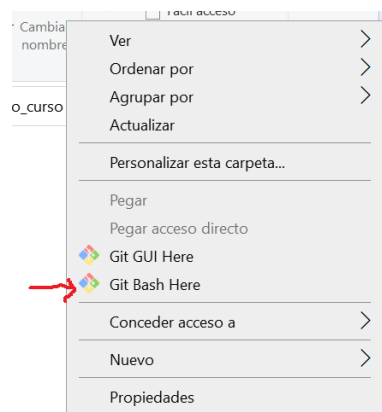 Fácil acceso
Cambia
nombre
o_curso
Ver
Ordenar por
Agrupar por
Actualizar
Personalizar esta carpeta...
Pegar
Pegar acceso directo
Git GUI Here
Git Bash Here
Conceder acceso a
Nuevo
Propiedades